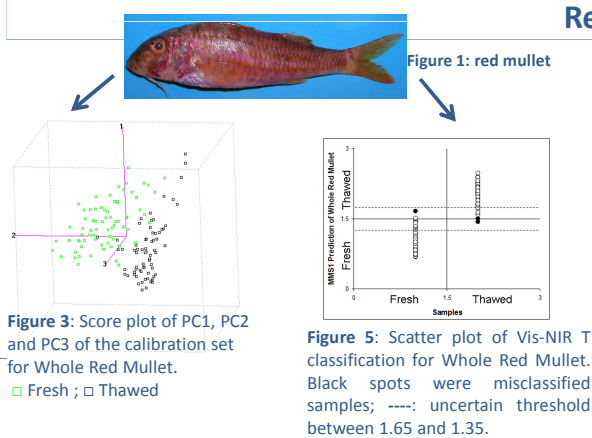 Re
Figure 1: red mullet
1
2
3
Figure 3: Score plot of PC1, PC2
and PC3 of the calibration set
for Whole Red Mullet.
□ Fresh ; □ Thawed
MMS1 Prediction of Whole Red Mullet
Fresh Thawed
3
1.5
0
0 Fresh 1.5 Thawed 3
Samples
Figure 5: Scatter plot of Vis-NIR T
classification for Whole Red Mullet.
Black spots were misclassified
samples; ----: uncertain threshold
between 1.65 and 1.35.